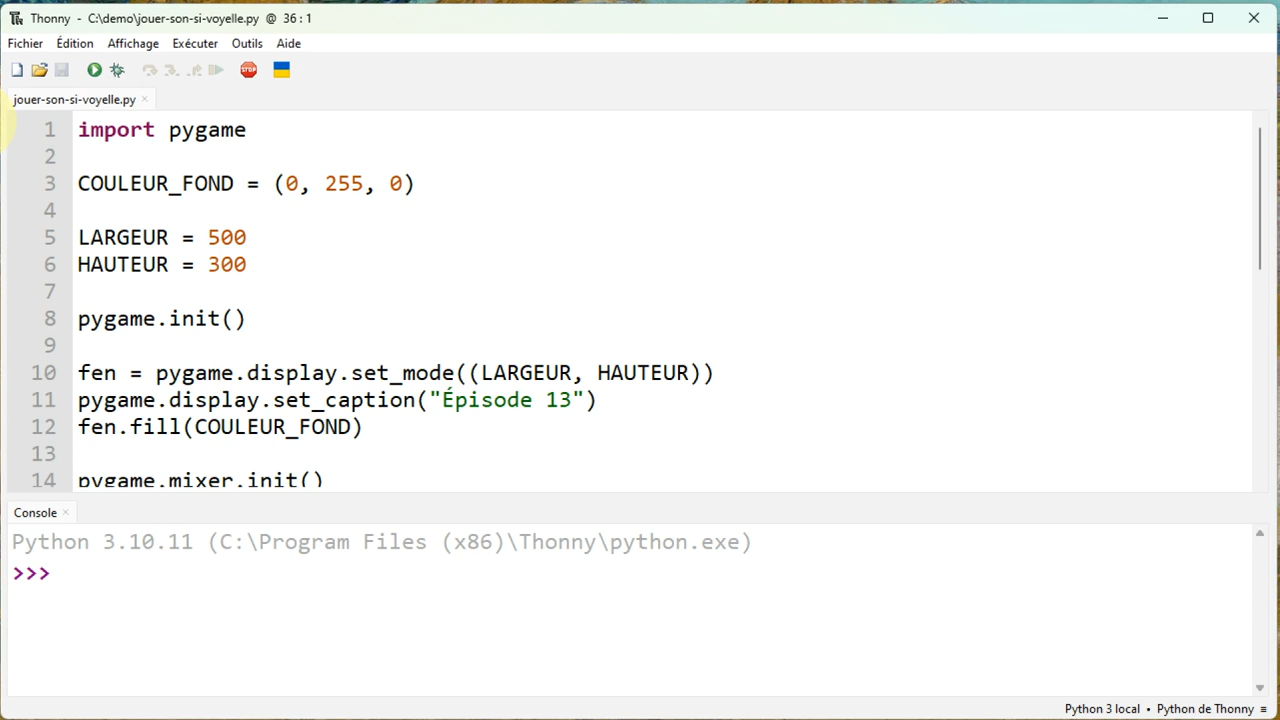 Thonny - C:\demo\jouer-son-si-voyelle.py @ 36 : 1
Fichier Édition Affichage Exécuter Outils Aide
STOP
jouer-son-si-voyelle.py ×
1 import pygame
2
3 COULEUR_FOND = (0, 255, 0)
4
5 LARGEUR = 500
6 HAUTEUR = 300
7
8 pygame.init()
9
10 fen = pygame.display.set_mode((LARGEUR, HAUTEUR))
11 pygame.display.set_caption("Épisode 13")
12 fen.fill(COULEUR_FOND)
13
14 pygame.mixer.init()
Console ×
Python 3.10.11 (C:\Program Files (x86)\Thonny\python.exe)
>>>
Python 3 local • Python de Thonny ≡